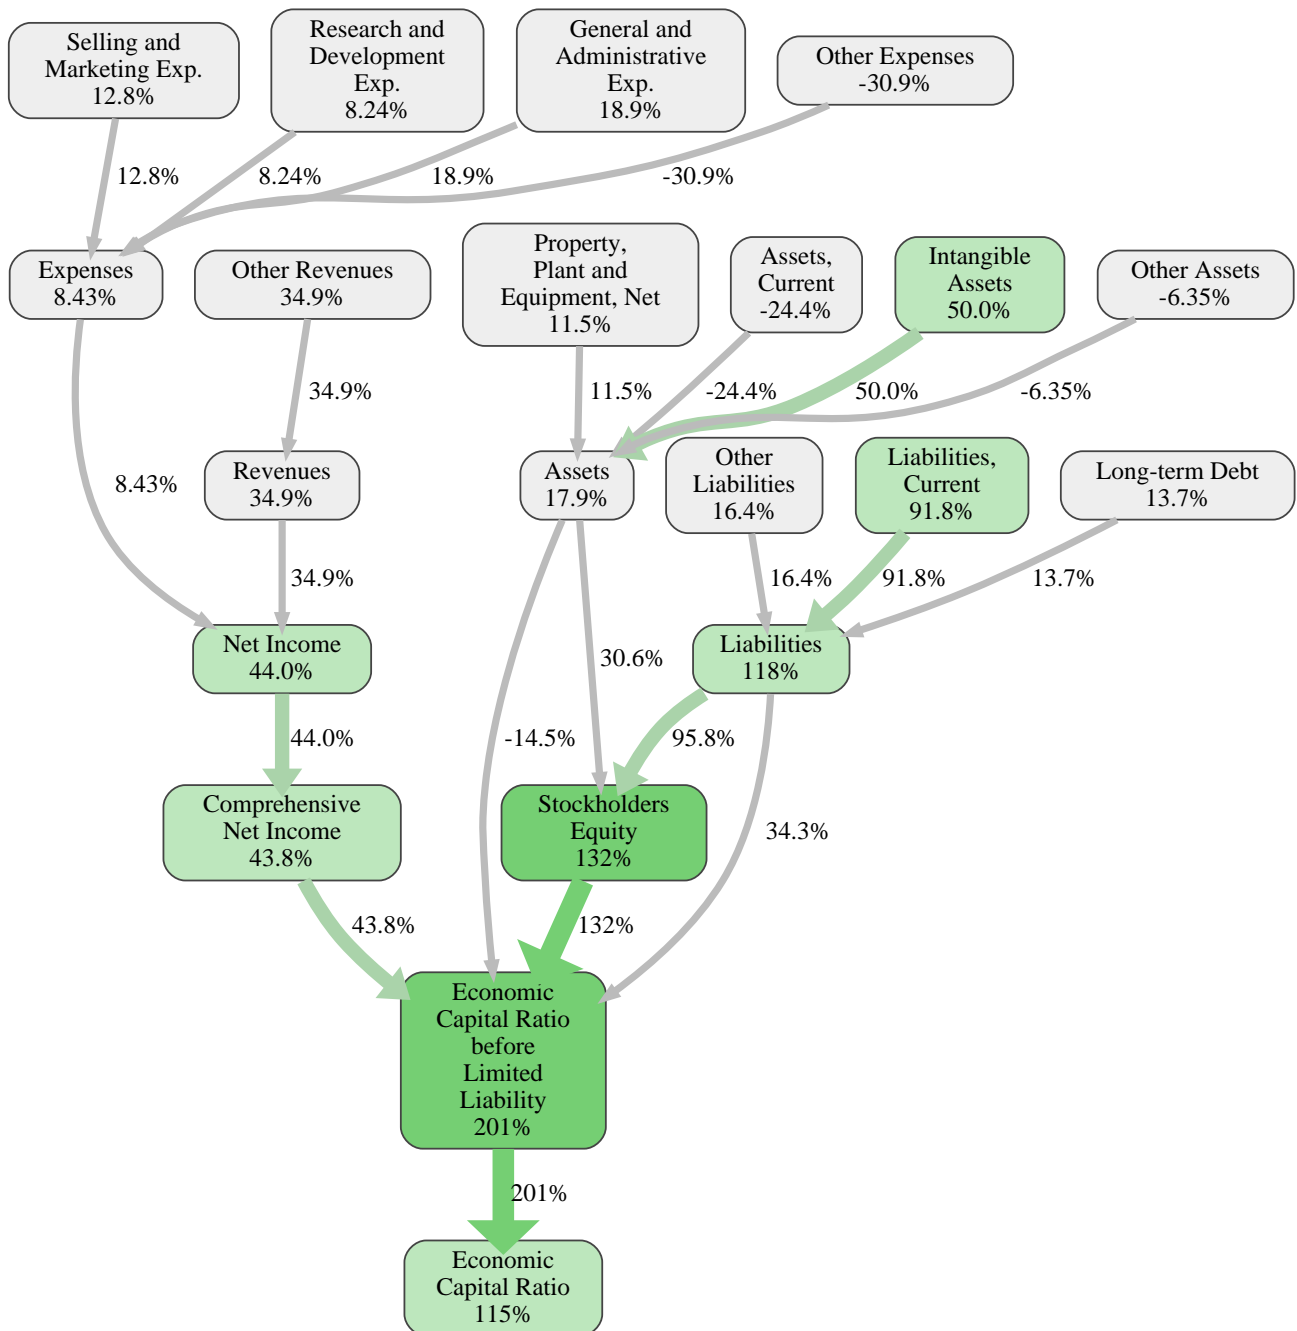 Selling and
Marketing Exp.
12.8%
Research and
Development
Exp.
8.24%
General and
Administrative
Exp.
18.9%
Other Expenses
-30.9%
12.8%
8.24%
18.9%
-30.9%
Expenses
8.43%
Other Revenues
34.9%
Property,
Plant and
Equipment, Net
11.5%
Assets,
Current
-24.4%
Intangible
Assets
50.0%
Other Assets
-6.35%
34.9%
11.5%
-24.4%
50.0%
-6.35%
8.43%
Revenues
34.9%
Assets
17.9%
Other
Liabilities
16.4%
Liabilities,
Current
91.8%
Long-term Debt
13.7%
34.9%
16.4%
91.8%
13.7%
Net Income
44.0%
30.6%
Liabilities
118%
44.0%
-14.5%
95.8%
Comprehensive
Net Income
43.8%
Stockholders
Equity
132%
34.3%
43.8%
132%
Economic
Capital Ratio
before
Limited
Liability
201%
201%
Economic
Capital Ratio
115%